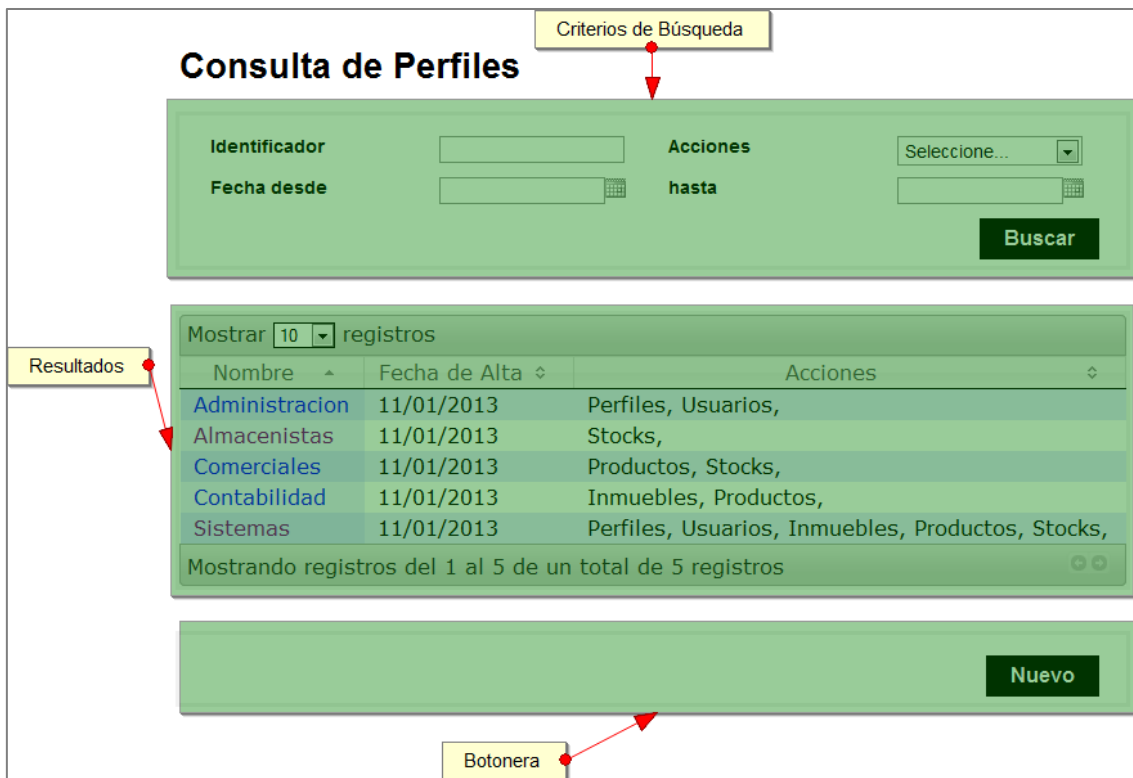 Criterios de Búsqueda
Consulta de Perfiles
Identificador Acciones Seleccione...
Fecha desde hasta
Buscar
Mostrar 10 registros
Resultados
Nombre Fecha de Alta Acciones
Administracion 11/01/2013 Perfiles, Usuarios,
Almacenistas 11/01/2013 Stocks,
Comerciales 11/01/2013 Productos, Stocks,
Contabilidad 11/01/2013 Inmuebles, Productos,
Sistemas 11/01/2013 Perfiles, Usuarios, Inmuebles, Productos, Stocks,
Mostrando registros del 1 al 5 de un total de 5 registros
Nuevo
Botonera